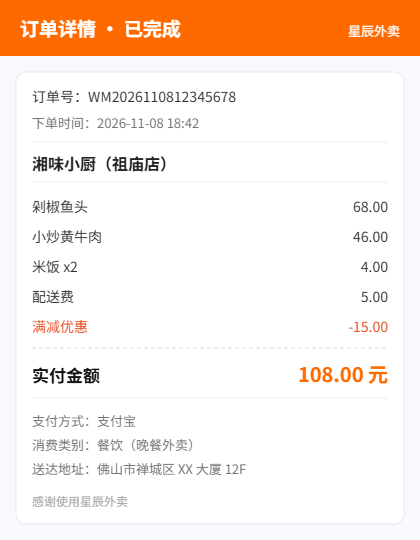 订单详情 · 已完成
星辰外卖
订单号：WM2026110812345678
下单时间：2026-11-08 18:42
湘味小厨（祖庙店）
剁椒鱼头 68.00
小炒黄牛肉 46.00
米饭 x2 4.00
配送费 5.00
满减优惠 -15.00
实付金额 108.00 元
支付方式：支付宝
消费类别：餐饮（晚餐外卖）
送达地址：佛山市禅城区 XX 大厦 12F
感谢使用星辰外卖